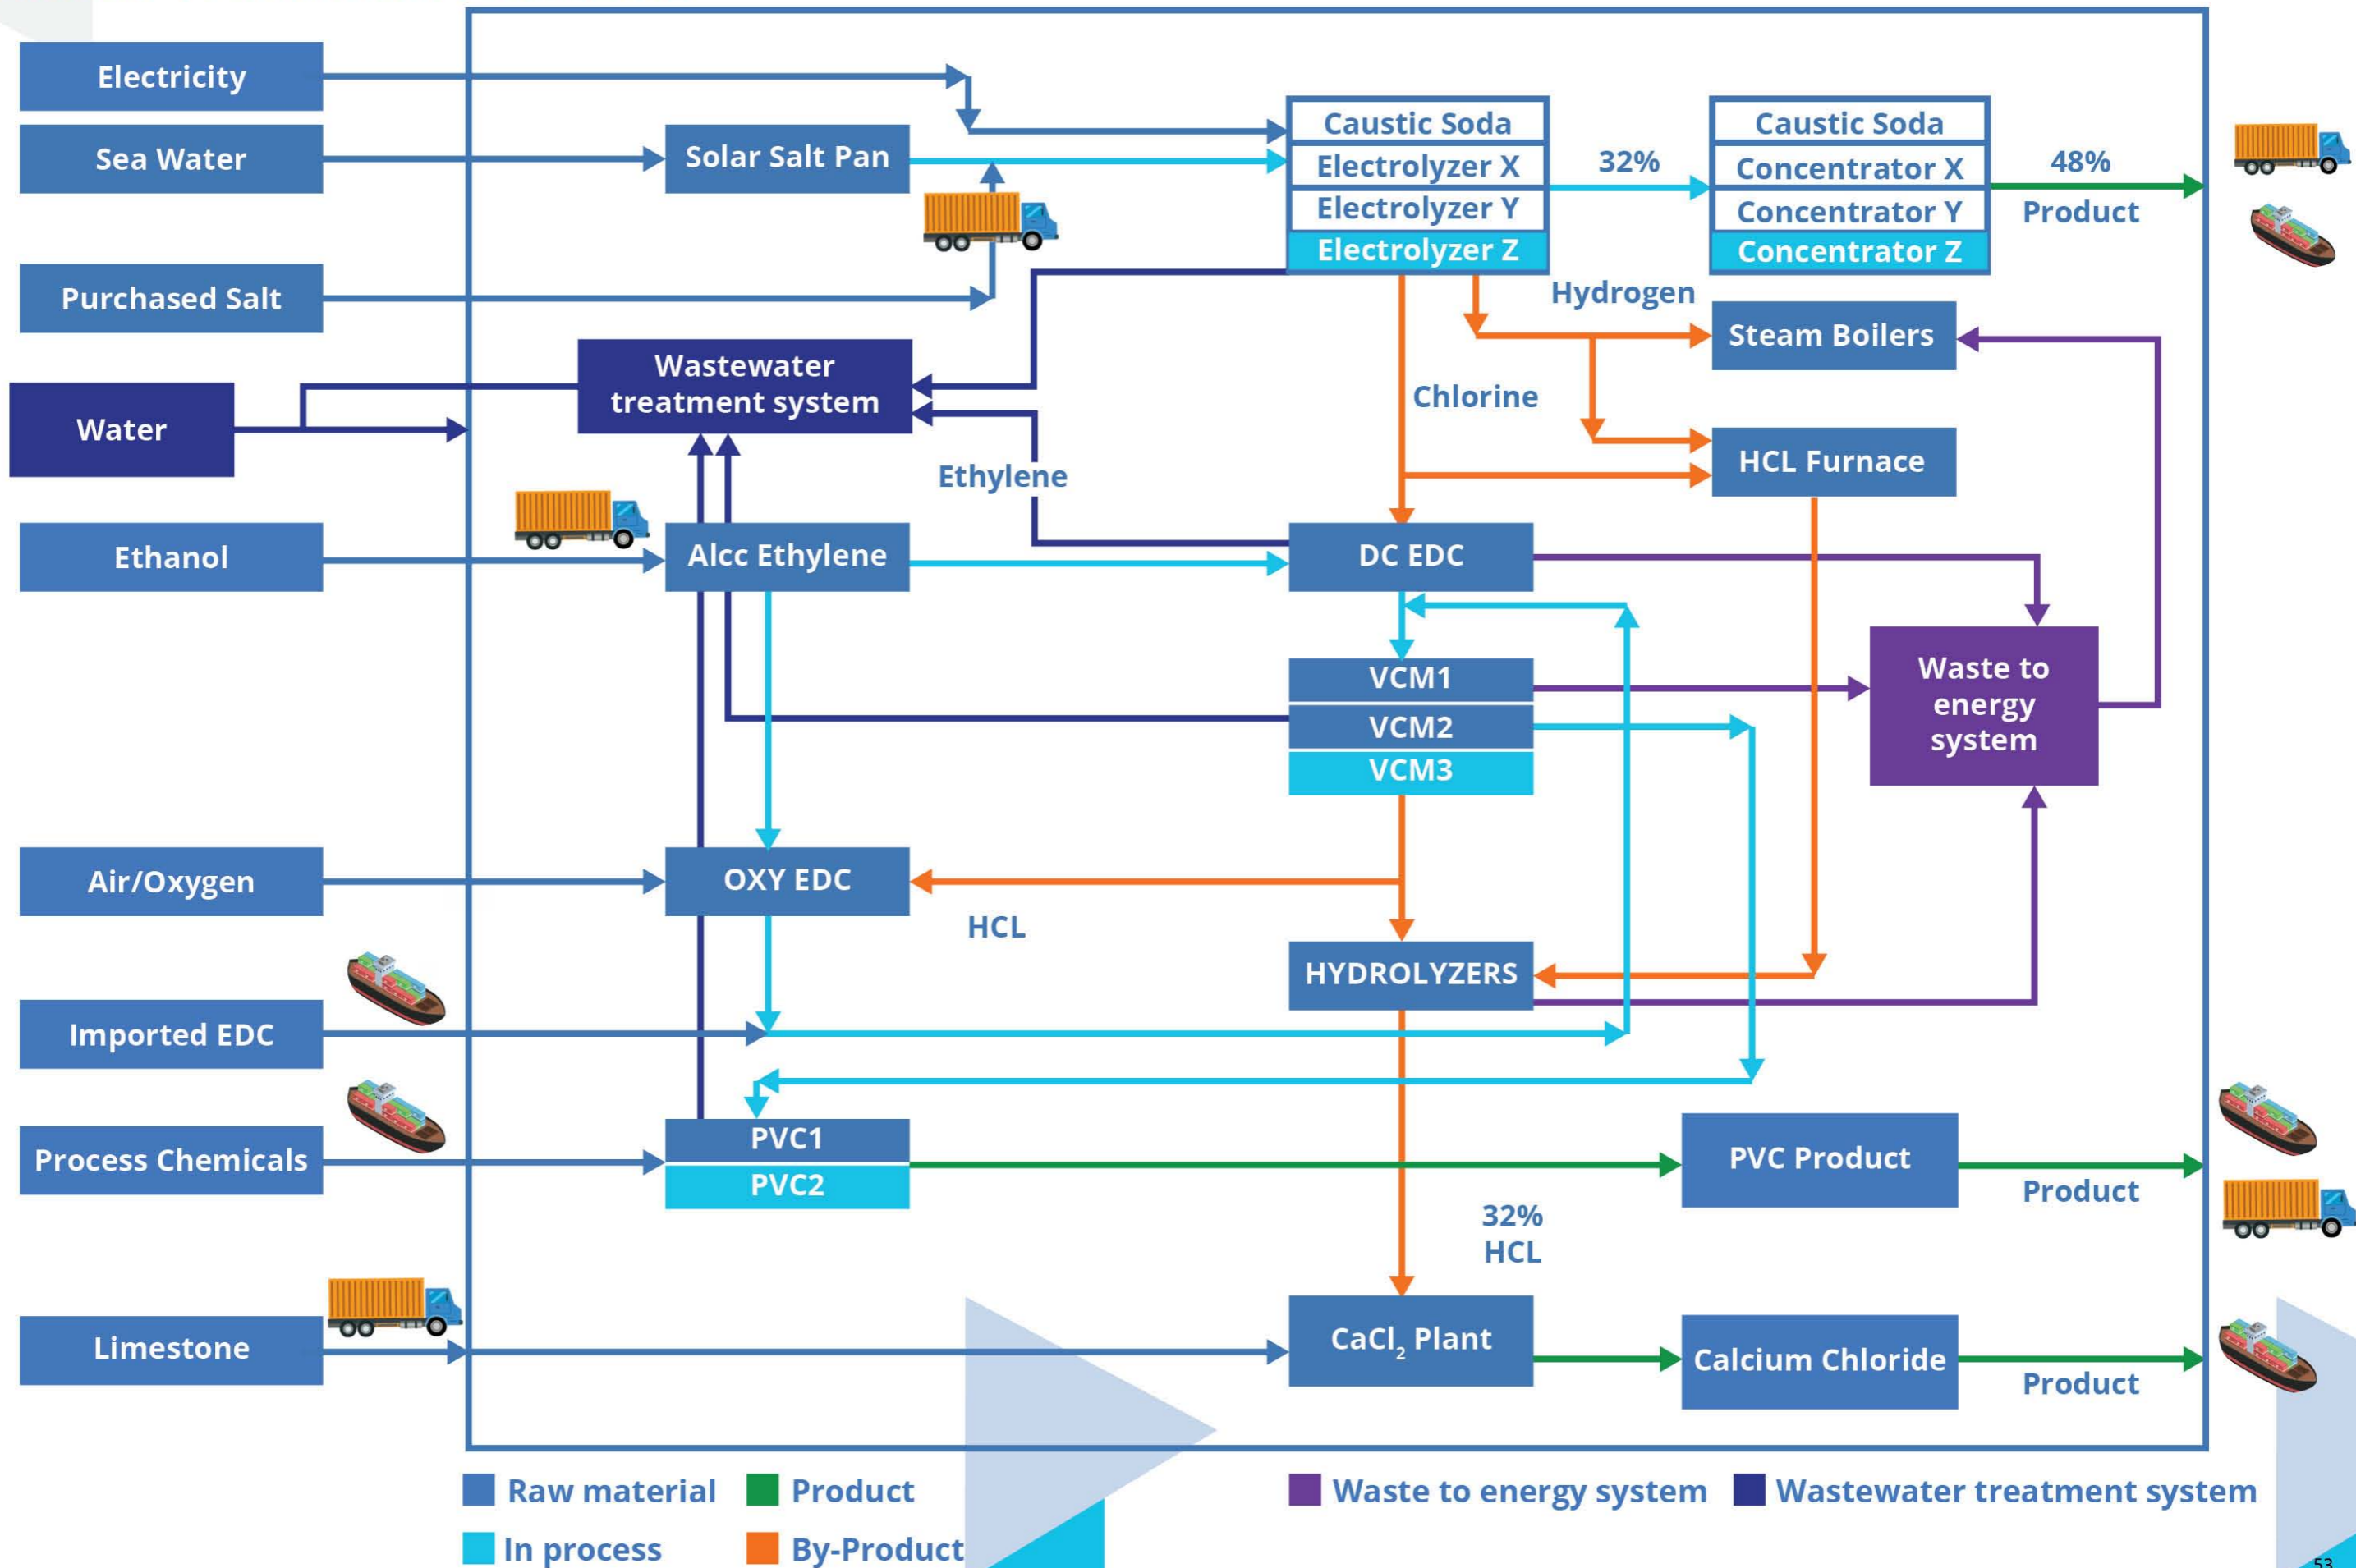 Electricity
Sea Water
Purchased Salt
Water
Ethanol
Air/Oxygen
Imported EDC
Process Chemicals
Limestone
Solar Salt Pan
Wastewater
treatment system
Ethylene
Alcc Ethylene
OXY EDC
HCL
PVC1
PVC2
Caustic Soda
Electrolyzer X
Electrolyzer Y
Electrolyzer Z
32%
Caustic Soda
Concentrator X
Concentrator Y
Concentrator Z
48%
Product
Hydrogen
Steam Boilers
Chlorine
HCL Furnace
DC EDC
VCM1
VCM2
VCM3
Waste to
energy
system
HYDROLYZERS
PVC Product
Product
32%
HCL
CaCl₂ Plant
Calcium Chloride
Product
Raw material
Product
Waste to energy system
Wastewater treatment system
In process
By-Product
53